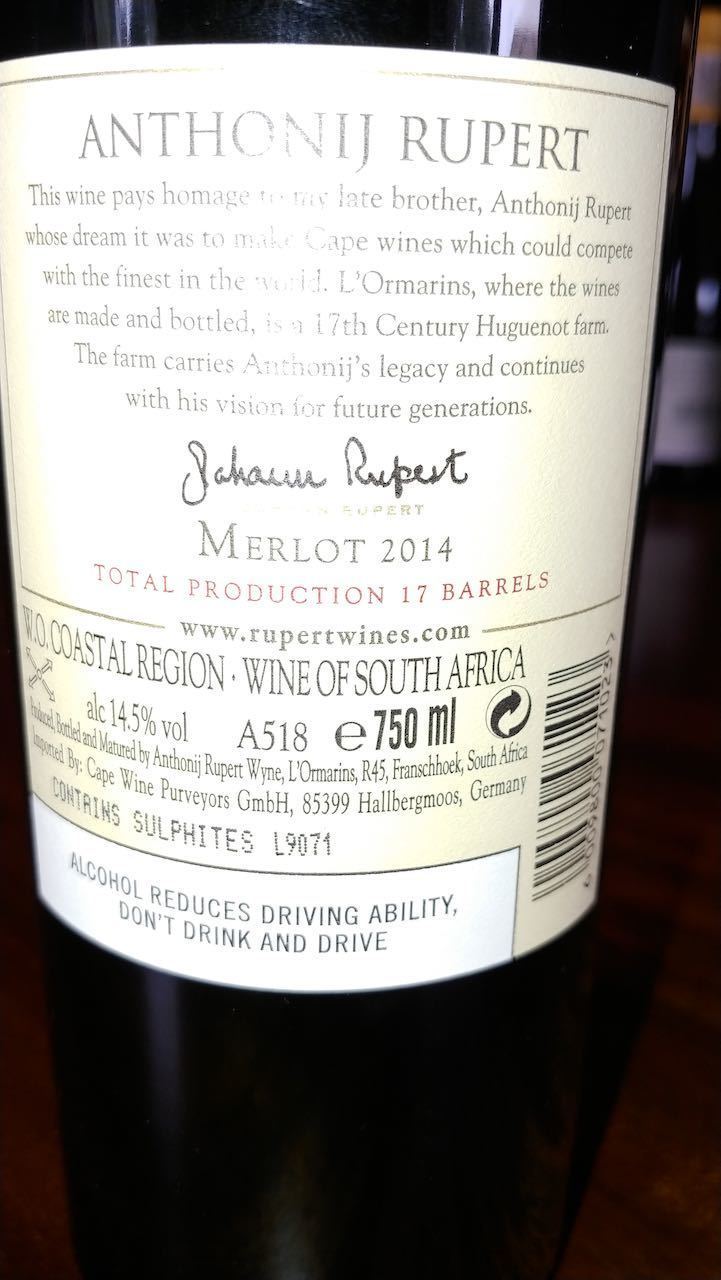 ANTHONIJ RUPERT
This wine pays homage to my late brother, Anthonij Rupert
whose dream it was to make Cape wines which could compete
with the finest in the world. L'Ormarins, where the wines
are made and bottled, is a 17th Century Huguenot farm.
The farm carries Anthonij's legacy and continues
with his vision for future generations.
Johann Rupert
JOHANN RUPERT
MERLOT 2014
TOTAL PRODUCTION 17 BARRELS
www.rupertwines.com
W.O. COASTAL REGION · WINE OF SOUTH AFRICA
alc 14.5% vol A518 e 750 ml
Produced, Bottled and Matured by Anthonij Rupert Wyne, L'Ormarins, R45, Franschhoek, South Africa
Imported By: Cape Wine Purveyors GmbH, 85399 Hallbergmoos, Germany
CONTAINS SULPHITES L9071
ALCOHOL REDUCES DRIVING ABILITY,
DON'T DRINK AND DRIVE